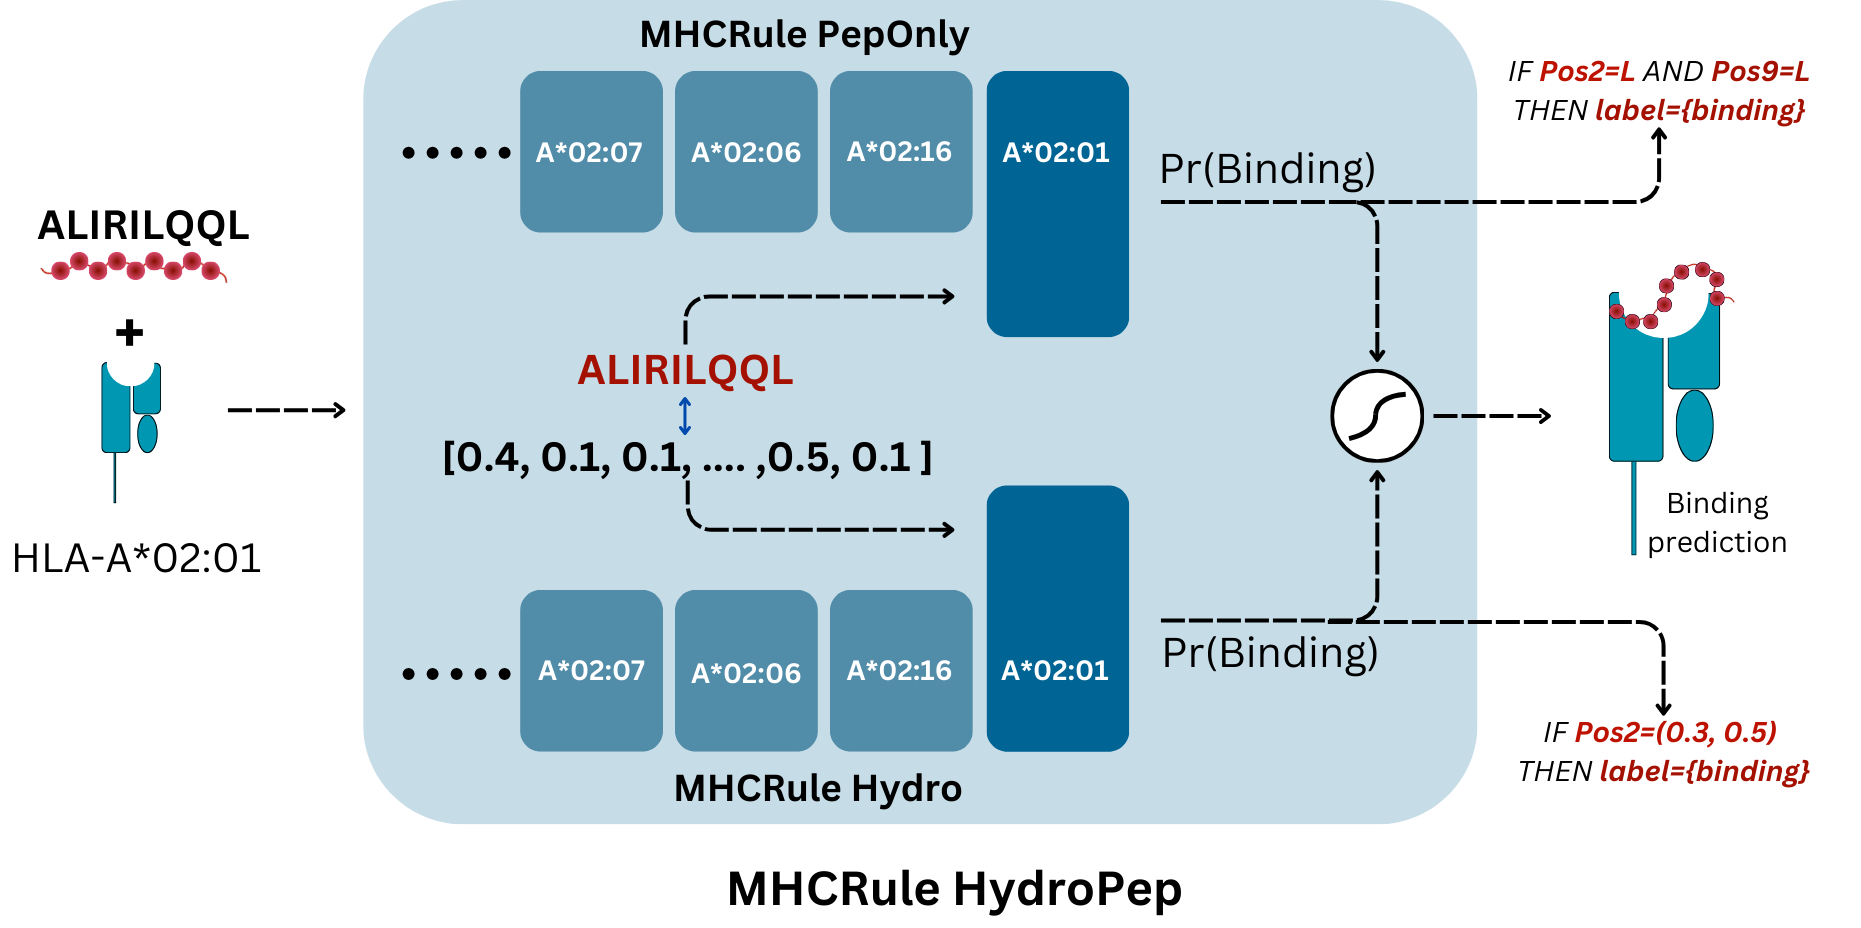 MHCRule PepOnly
A*02:07
A*02:06
A*02:16
A*02:01
Pr(Binding)
IF Pos2=L AND Pos9=L
THEN label={binding}
ALIRILQQL
+
HLA-A*02:01
ALIRILQQL
[0.4, 0.1, 0.1, .... ,0.5, 0.1 ]
Binding
prediction
A*02:07
A*02:06
A*02:16
A*02:01
Pr(Binding)
IF Pos2=(0.3, 0.5)
THEN label={binding}
MHCRule Hydro
MHCRule HydroPep